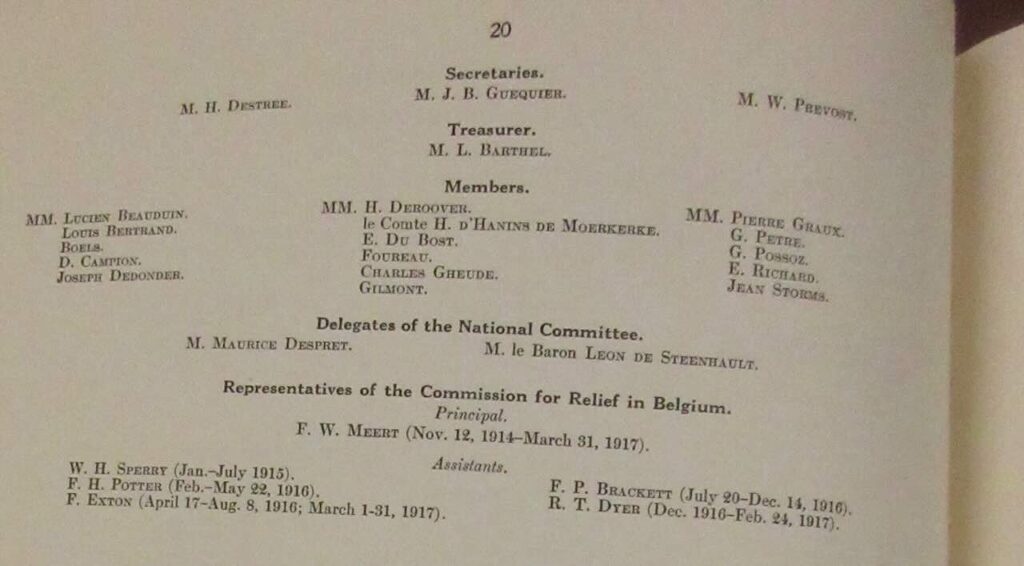 20
Secretaries.
M. H. DESTREE. M. J. B. GUEQUIER. M. W. PREVOST.
Treasurer.
M. L. BARTHEL.
Members.
MM. LUCIEN BEAUDUIN. MM. H. DEROOVER. MM. PIERRE GRAUX.
LOUIS BERTRAND. le Comte H. D'HANINS DE MOERKERKE. G. PETRE.
BOELS. E. DU BOST. G. POSSOZ.
D. CAMPION. FOUREAU. E. RICHARD.
JOSEPH DEDONDER. CHARLES GHEUDE. JEAN STORMS.
GILMONT.
Delegates of the National Committee.
M. MAURICE DESPRET. M. le Baron LEON DE STEENHAULT.
Representatives of the Commission for Relief in Belgium.
Principal.
F. W. MEERT (Nov. 12, 1914–March 31, 1917).
Assistants.
W. H. SPERRY (Jan.–July 1915). F. P. BRACKETT (July 20–Dec. 14, 1916).
F. H. POTTER (Feb.–May 22, 1916). R. T. DYER (Dec. 1916–Feb. 24, 1917).
F. EXTON (April 17–Aug. 8, 1916; March 1-31, 1917).